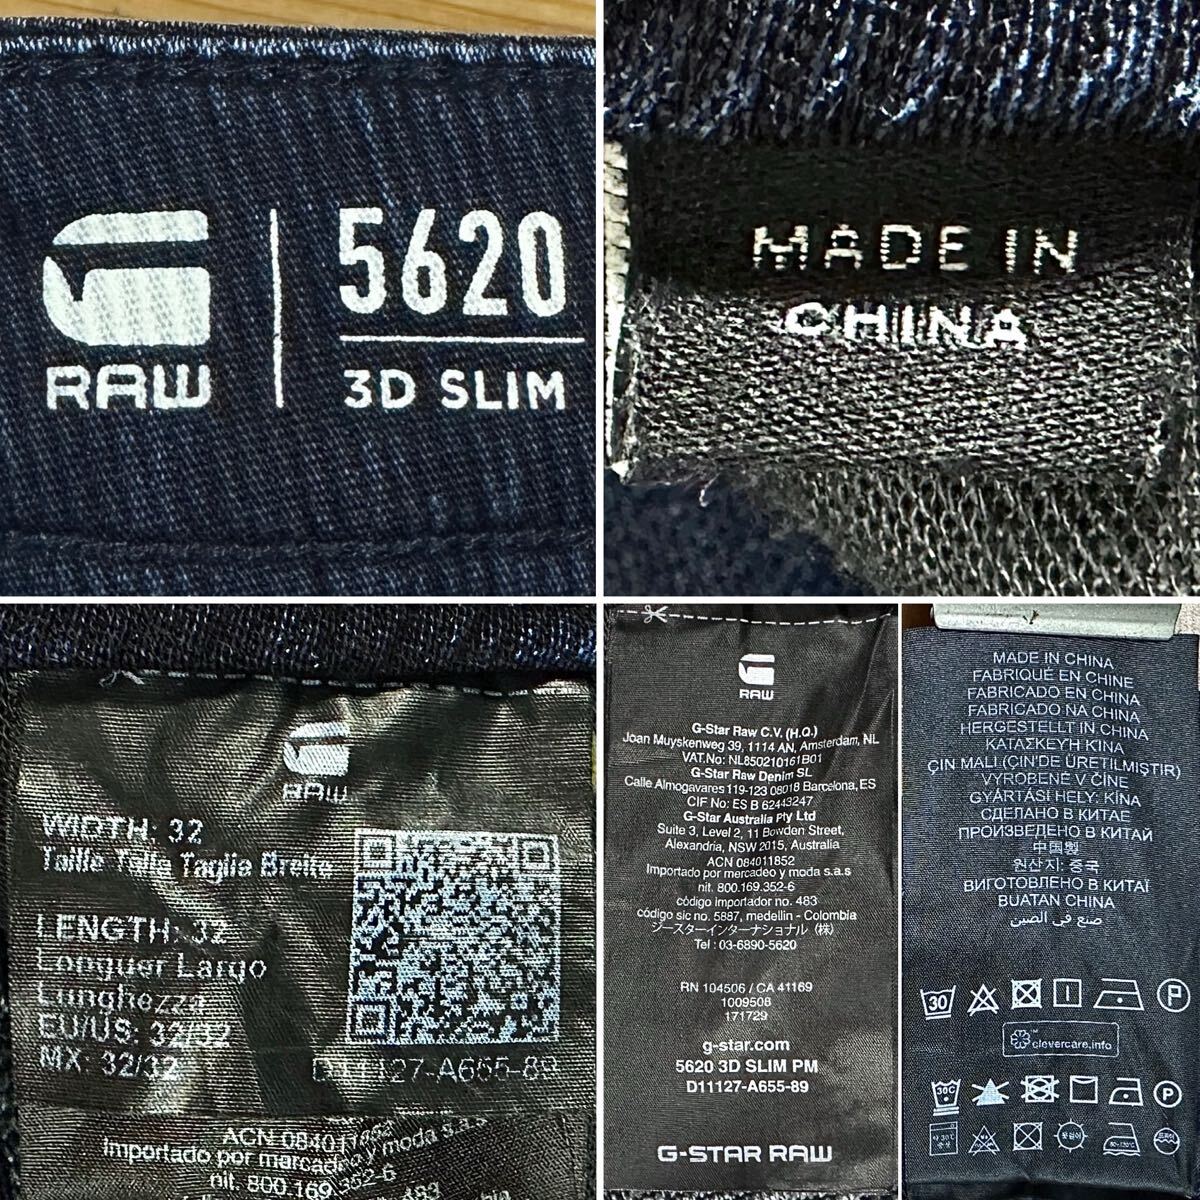 RAW
5620
3D SLIM
MADE IN
CHINA
RAW
WIDTH: 32
Taille Talla Taglia Breite
LENGTH: 32
Longuer Largo
Lunghezza
EU/US: 32/32
MX: 32/32
D11127-A655-89
ACN 084011852
Importado por mercadeo y moda s.a.s
nit. 800.169.352-6
RAW
G-Star Raw C.V. (H.Q.)
Joan Muyskenweg 39, 1114 AN, Amsterdam, NL
VAT.No: NL850210161B01
G-Star Raw Denim SL
Calle Almogavares 119-123 08018 Barcelona, ES
CIF No: ES B 62443247
G-Star Australia Pty Ltd
Suite 3, Level 2, 11 Bowden Street,
Alexandria, NSW 2015, Australia
ACN 084011852
Importado por mercadeo y moda s.a.s
nit. 800.169.352-6
código importador no. 483
código sic no. 5887, medellin - Colombia
ジースターインターナショナル (株)
Tel : 03-6890-5620
RN 104506 / CA 41169
1009508
171729
g-star.com
5620 3D SLIM PM
D11127-A655-89
G-STAR RAW
MADE IN CHINA
FABRIQUÉ EN CHINE
FABRICADO EN CHINA
FABRICADO NA CHINA
HERGESTELLT IN CHINA
ΚΑΤΑΣΚΕΥΗ ΚΙΝΑ
ÇIN MALI (ÇIN'DE ÜRETILMIŞTIR)
VYROBENÉ V ČÍNE
GYÁRTÁSI HELY: KÍNA
СДЕЛАНО В КИТАЕ
ПРОИЗВЕДЕНО В КИТАЙ
中国製
원산지: 중국
ВИГОТОВЛЕНО В КИТАЇ
BUATAN CHINA
صنع في الصين
30 P
clevercare.info
30C P